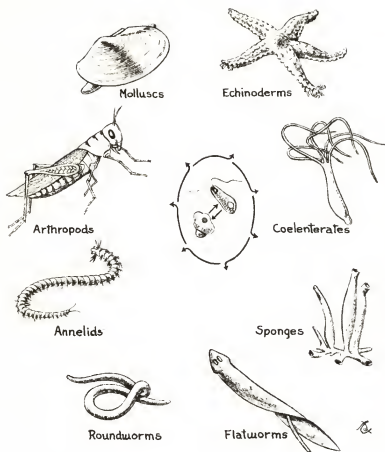 Molluscs
Echinoderms
Arthropods
Coelenterates
Annelids
Sponges
Roundworms
Flatworms